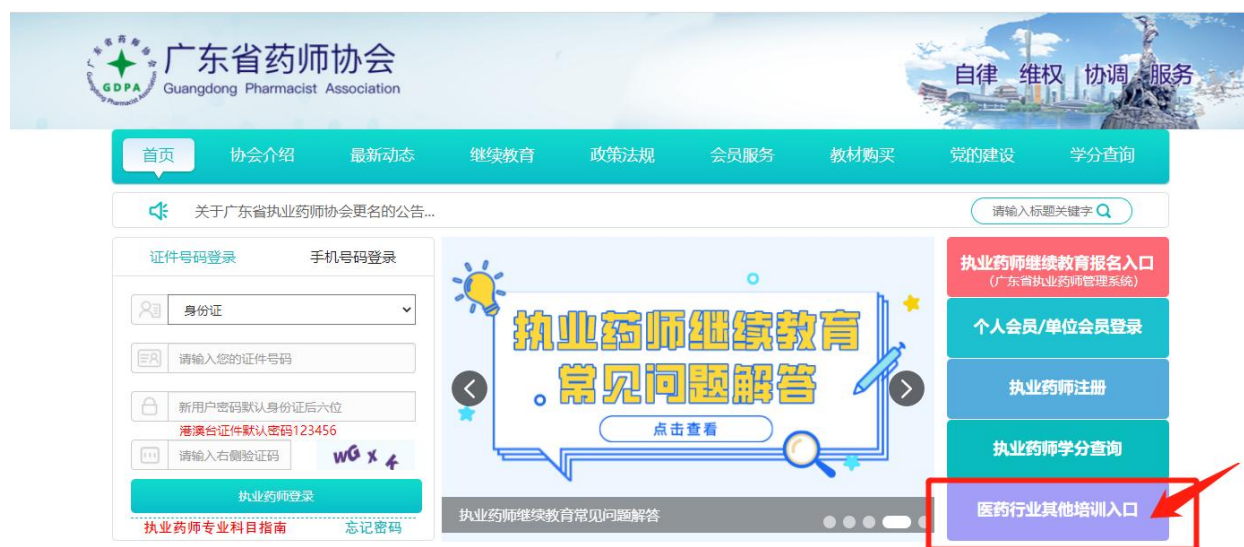 广东省药师协会
GDPA
Guangdong Pharmacist Association
自律 维权 协调 服务
首页 协会介绍 最新动态 继续教育 政策法规 会员服务 教材购买 党的建设 学分查询
关于广东省执业药师协会更名的公告...
请输入标题关键字
证件号码登录 手机号码登录
身份证
请输入您的证件号码
新用户密码默认身份证后六位
港澳台证件默认密码123456
请输入右侧验证码
wGx4
执业药师登录
执业药师专业科目指南 忘记密码
执业药师继续教育
常见问题解答
点击查看
执业药师继续教育常见问题解答
执业药师继续教育报名入口
(广东省执业药师管理系统)
个人会员/单位会员登录
执业药师注册
执业药师学分查询
医药行业其他培训入口